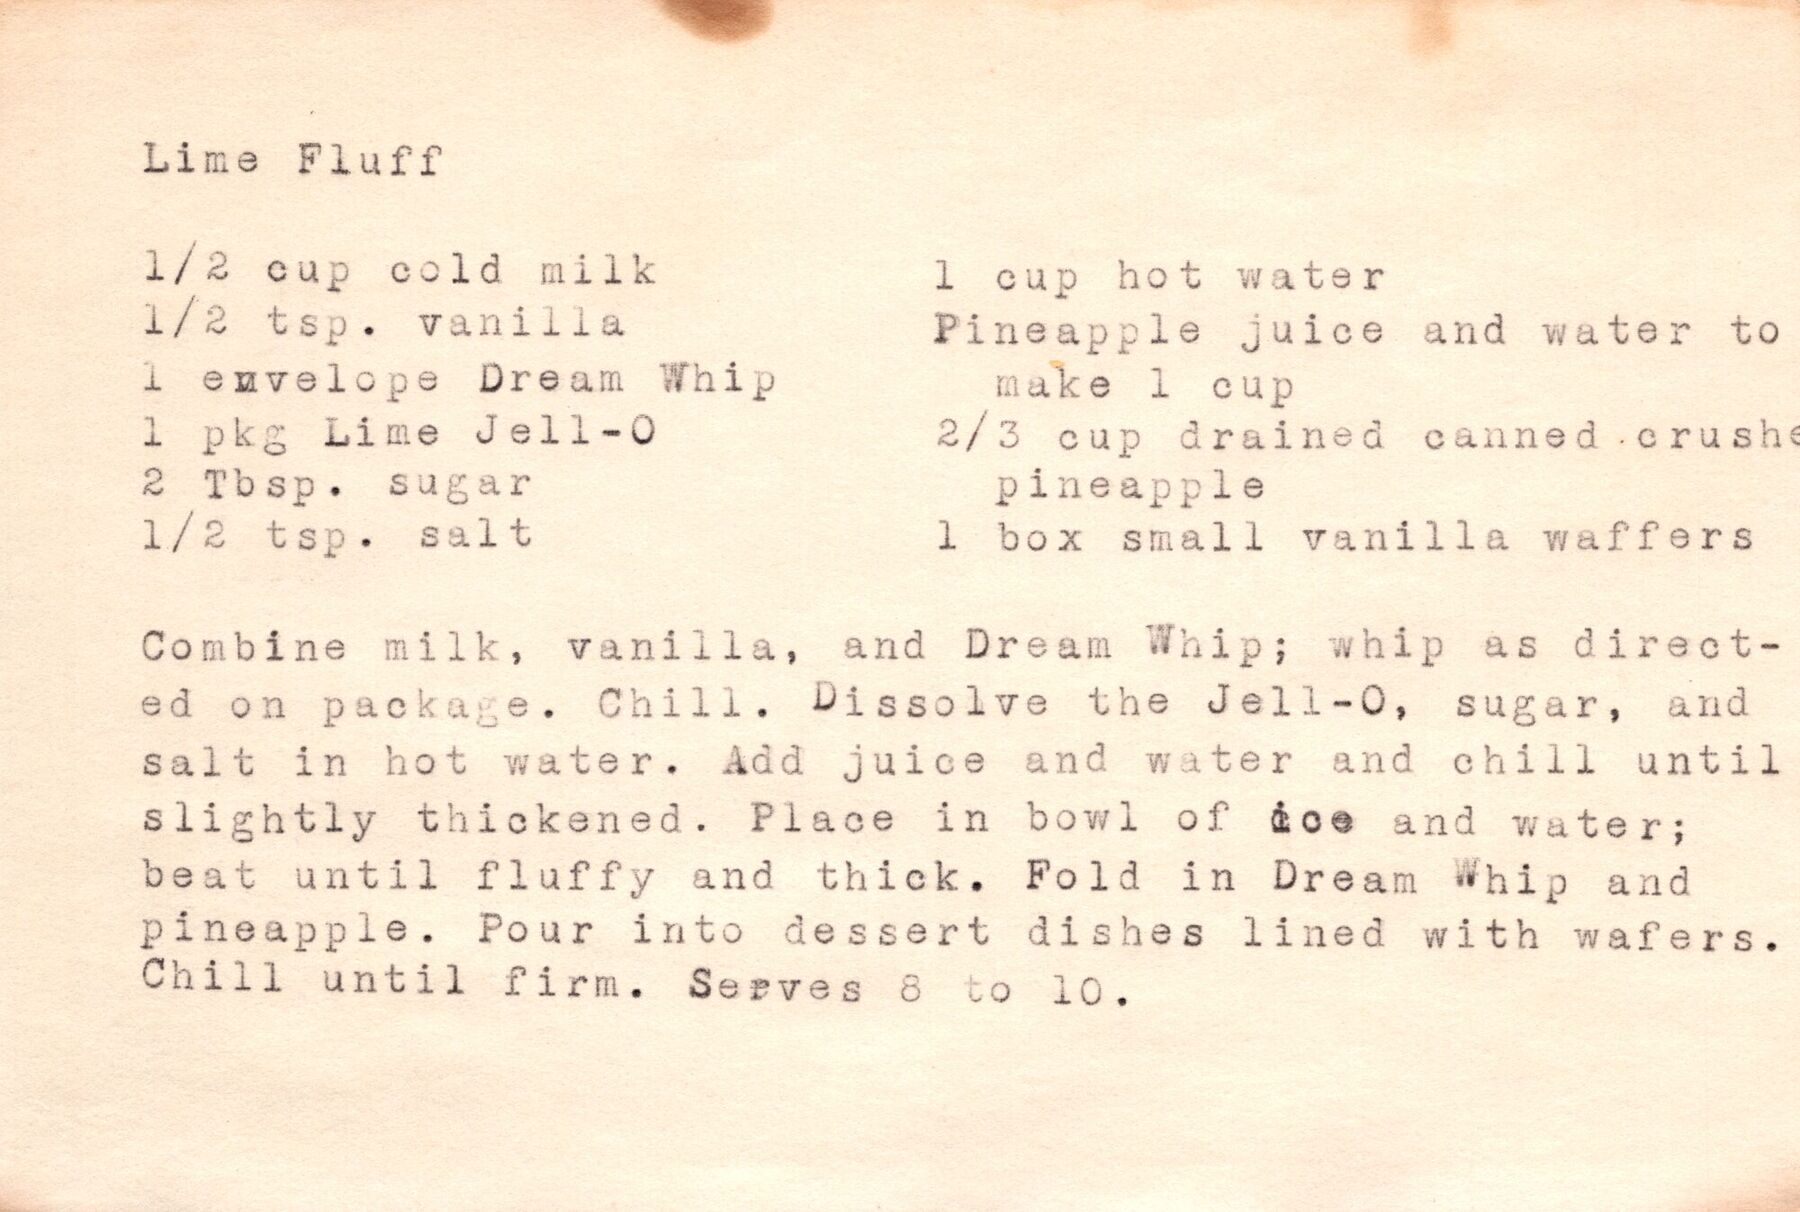 Lime Fluff
1/2 cup cold milk
1/2 tsp. vanilla
1 envelope Dream Whip
1 pkg Lime Jell-O
2 Tbsp. sugar
1/2 tsp. salt
1 cup hot water
Pineapple juice and water to
make 1 cup
2/3 cup drained canned crushe
pineapple
1 box small vanilla waffers
Combine milk, vanilla, and Dream Whip; whip as direct-
ed on package. Chill. Dissolve the Jell-O, sugar, and
salt in hot water. Add juice and water and chill until
slightly thickened. Place in bowl of ice and water;
beat until fluffy and thick. Fold in Dream Whip and
pineapple. Pour into dessert dishes lined with wafers.
Chill until firm. Serves 8 to 10.